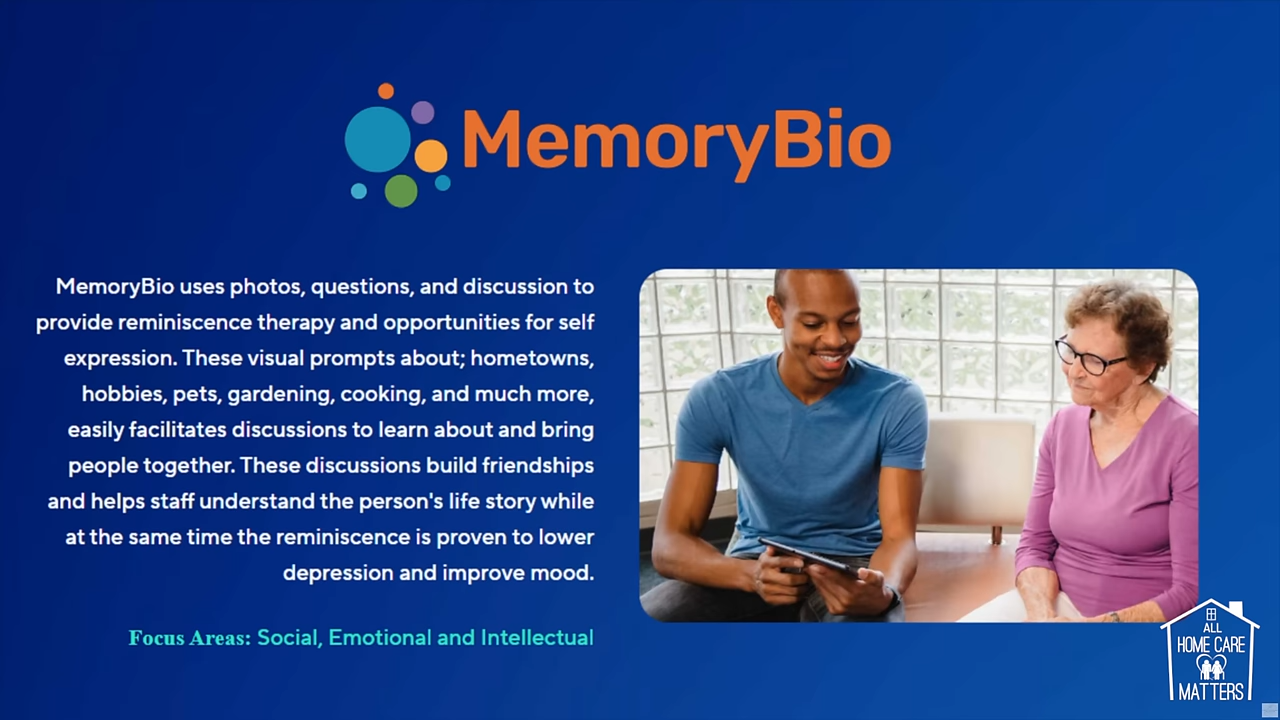 MemoryBio
MemoryBio uses photos, questions, and discussion to
provide reminiscence therapy and opportunities for self
expression. These visual prompts about; hometowns,
hobbies, pets, gardening, cooking, and much more,
easily facilitates discussions to learn about and bring
people together. These discussions build friendships
and helps staff understand the person's life story while
at the same time the reminiscence is proven to lower
depression and improve mood.
Focus Areas: Social, Emotional and Intellectual
ALL
HOME CARE
MATTERS